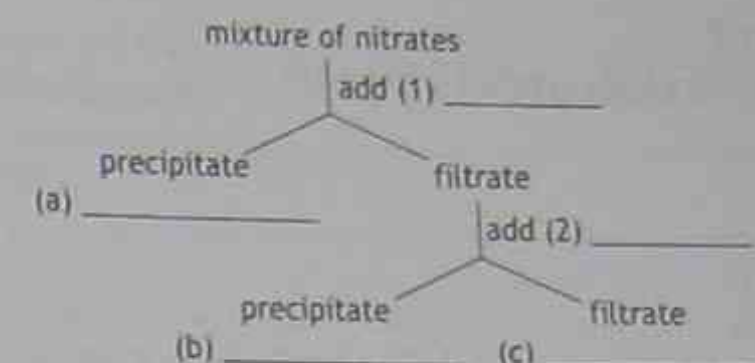 mixture of nitrates
add (1)
precipitate
filtrate
(a)
add (2)
precipitate
filtrate
(b)
(c)